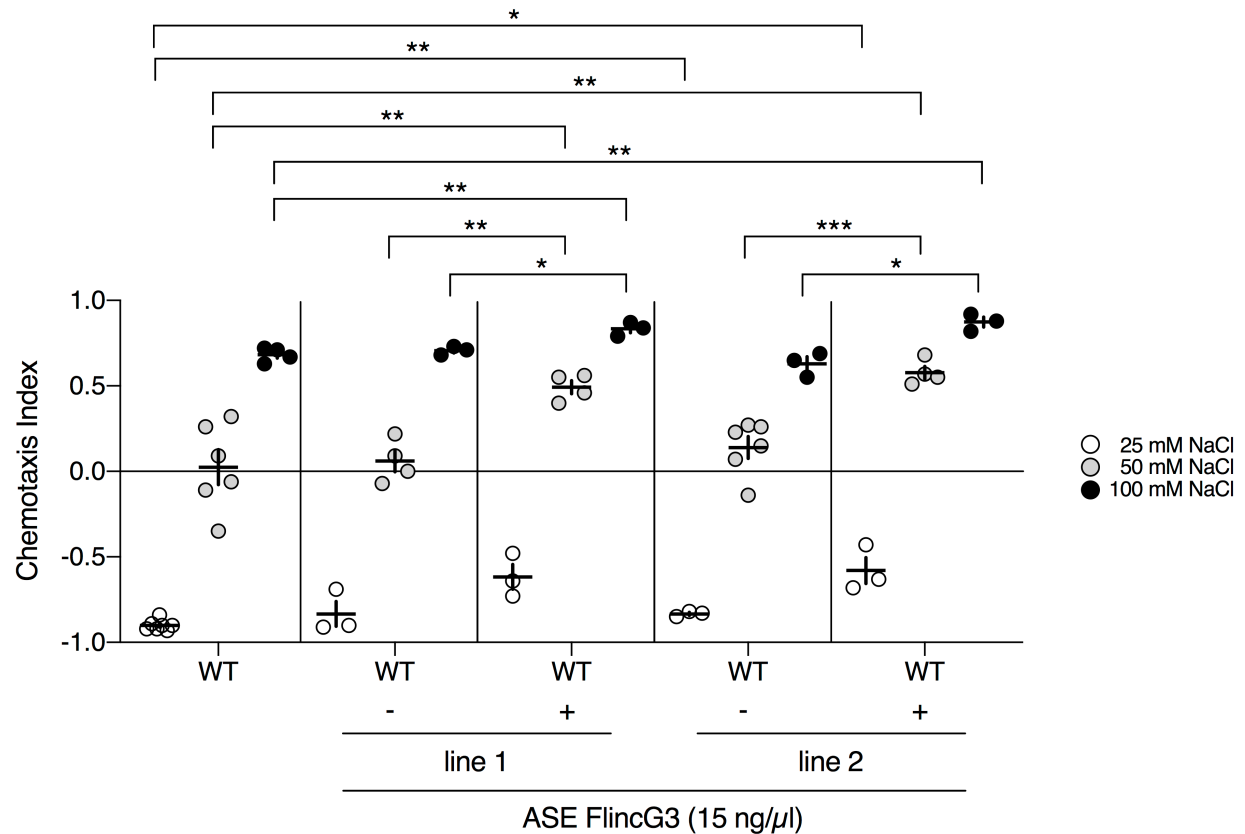 *
**
**
**
**
**
** ***
* *
1.0
0.5
0.0
-0.5
-1.0
Chemotaxis Index
25 mM NaCl
50 mM NaCl
100 mM NaCl
WT WT WT WT WT
- + - +
line 1 line 2
ASE FlincG3 (15 ng/µl)